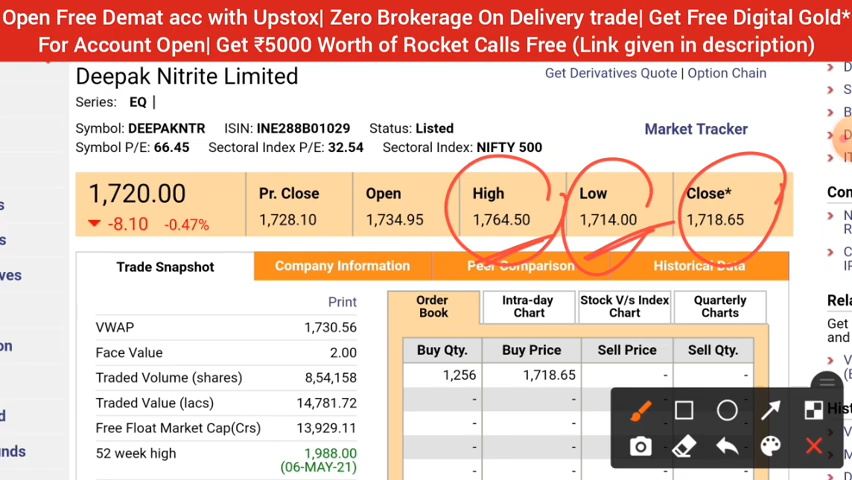 Open Free Demat acc with Upstox| Zero Brokerage On Delivery trade| Get Free Digital Gold*
For Account Open| Get ₹5000 Worth of Rocket Calls Free (Link given in description)
Deepak Nitrite Limited
Get Derivatives Quote | Option Chain
Series: EQ |
Symbol: DEEPAKNTR ISIN: INE288B01029 Status: Listed
Market Tracker
Symbol P/E: 66.45 Sectoral Index P/E: 32.54 Sectoral Index: NIFTY 500
1,720.00 Pr. Close Open High Low Close*
-8.10 -0.47% 1,728.10 1,734.95 1,764.50 1,714.00 1,718.65
Trade Snapshot Company Information Peer Comparison Historical Data
Print
Order Book
Intra-day Chart
Stock V/s Index Chart
Quarterly Charts
VWAP 1,730.56
Face Value 2.00
Traded Volume (shares) 8,54,158
Traded Value (lacs) 14,781.72
Free Float Market Cap(Crs) 13,929.11
52 week high 1,988.00
(06-MAY-21)
Buy Qty. Buy Price Sell Price Sell Qty.
1,256 1,718.65 - -
- - - -
- - -
- -
- -